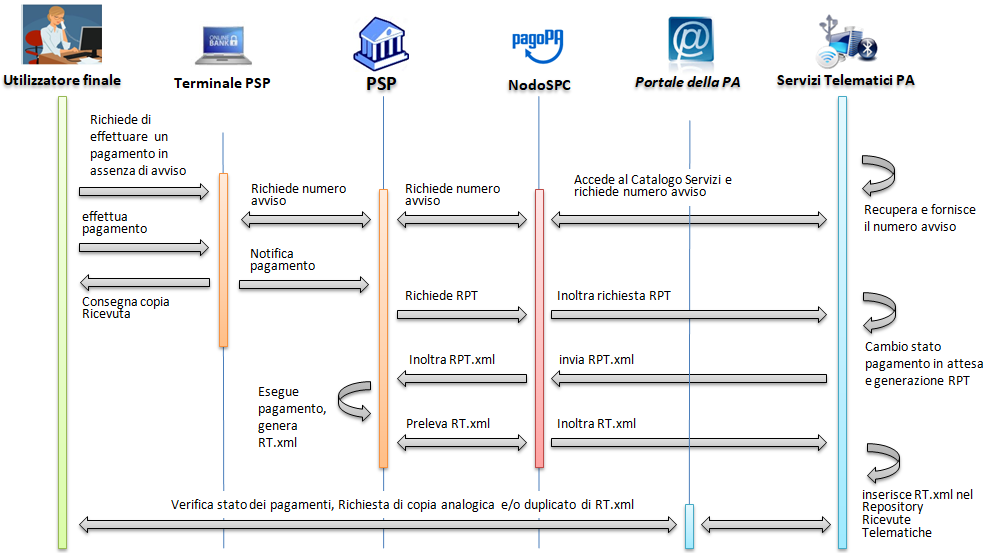 ONLINE
BANK
pagoPA
@
Utilizzatore finale
Terminale PSP
PSP
NodoSPC
Portale della PA
Servizi Telematici PA
Richiede di
effettuare un
pagamento in
assenza di avviso
Richiede numero
avviso
Richiede numero
avviso
Accede al Catalogo Servizi e
richiede numero avviso
Recupera e fornisce
il numero avviso
effettua
pagamento
Notifica
pagamento
Consegna copia
Ricevuta
Richiede RPT
Inoltra richiesta RPT
Cambio stato
pagamento in attesa
e generazione RPT
Inoltra RPT.xml
invia RPT.xml
Esegue
pagamento,
genera
RT.xml
Preleva RT.xml
Inoltra RT.xml
inserisce RT.xml nel
Repository
Ricevute
Telematiche
Verifica stato dei pagamenti, Richiesta di copia analogica e/o duplicato di RT.xml